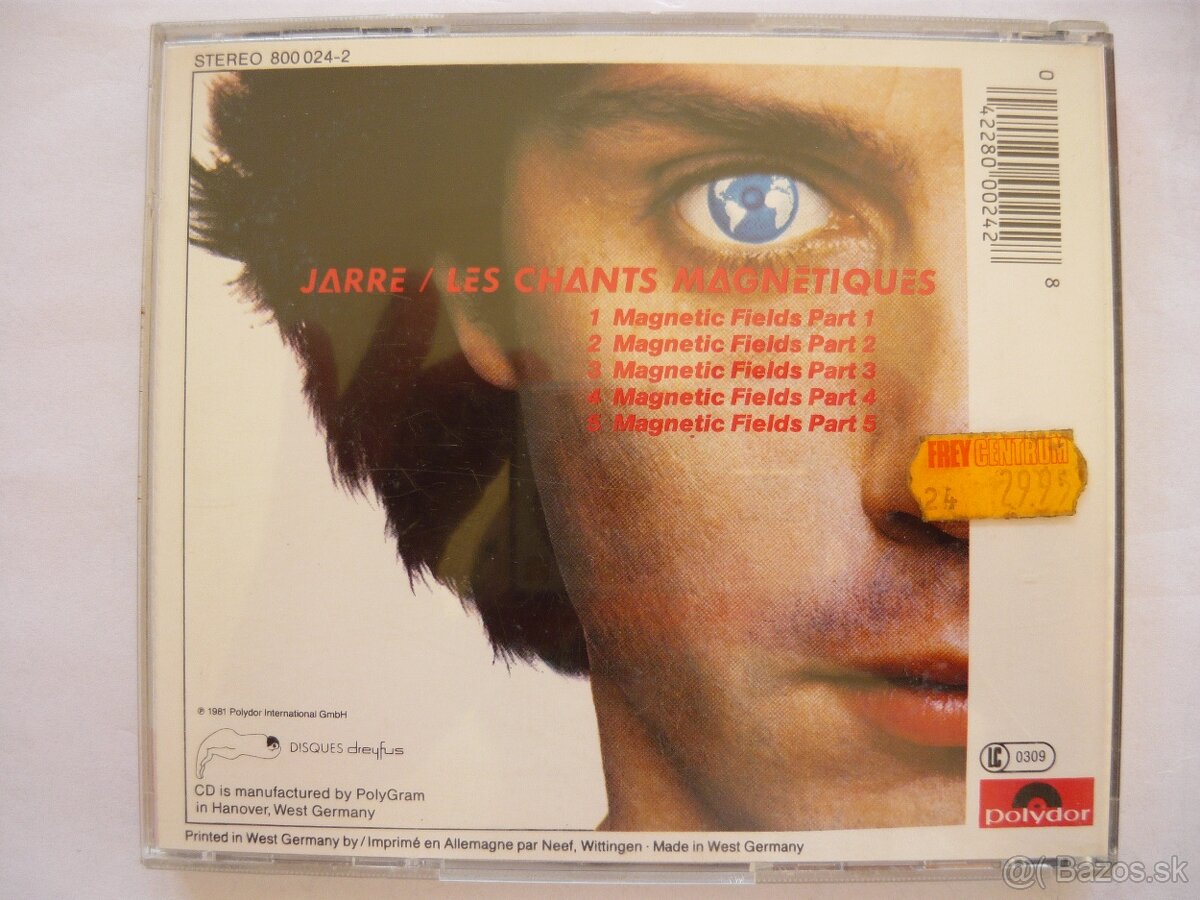 STEREO 800 024-2
0 42280 00242 8
JARRE / LES CHANTS MAGNETIQUES
1 Magnetic Fields Part 1
2 Magnetic Fields Part 2
3 Magnetic Fields Part 3
4 Magnetic Fields Part 4
5 Magnetic Fields Part 5
FREY CENTRUM
24 29.95
℗ 1981 Polydor International GmbH
DISQUES dreyfus
LC 0309
CD is manufactured by PolyGram
in Hanover, West Germany
polydor
Printed in West Germany by / Imprimé en Allemagne par Neef, Wittingen · Made in West Germany
@( Bazos.sk